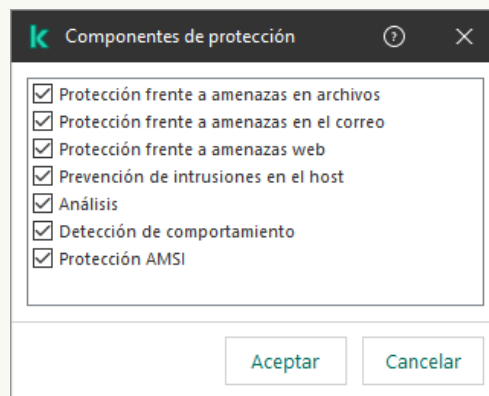 Componentes de protección
Protección frente a amenazas en archivos
Protección frente a amenazas en el correo
Protección frente a amenazas web
Prevención de intrusiones en el host
Análisis
Detección de comportamiento
Protección AMSI
Aceptar
Cancelar